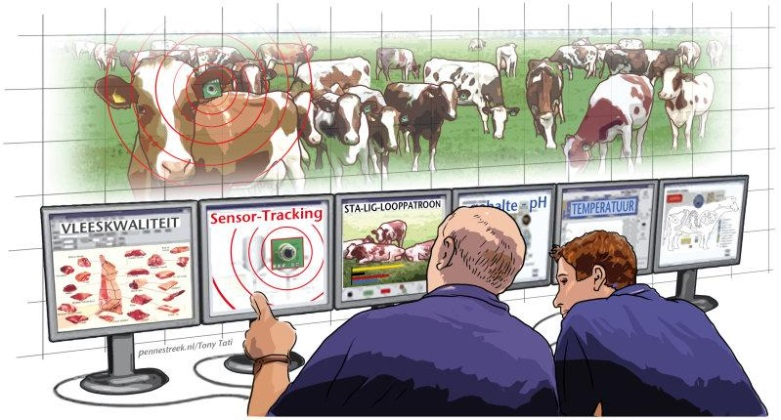 VLEESKWALITEIT
Sensor-Tracking
STA-LIG-LOOPPATROON
pH
TEMPERATUUR
pennestreek.nl/Tony Tati